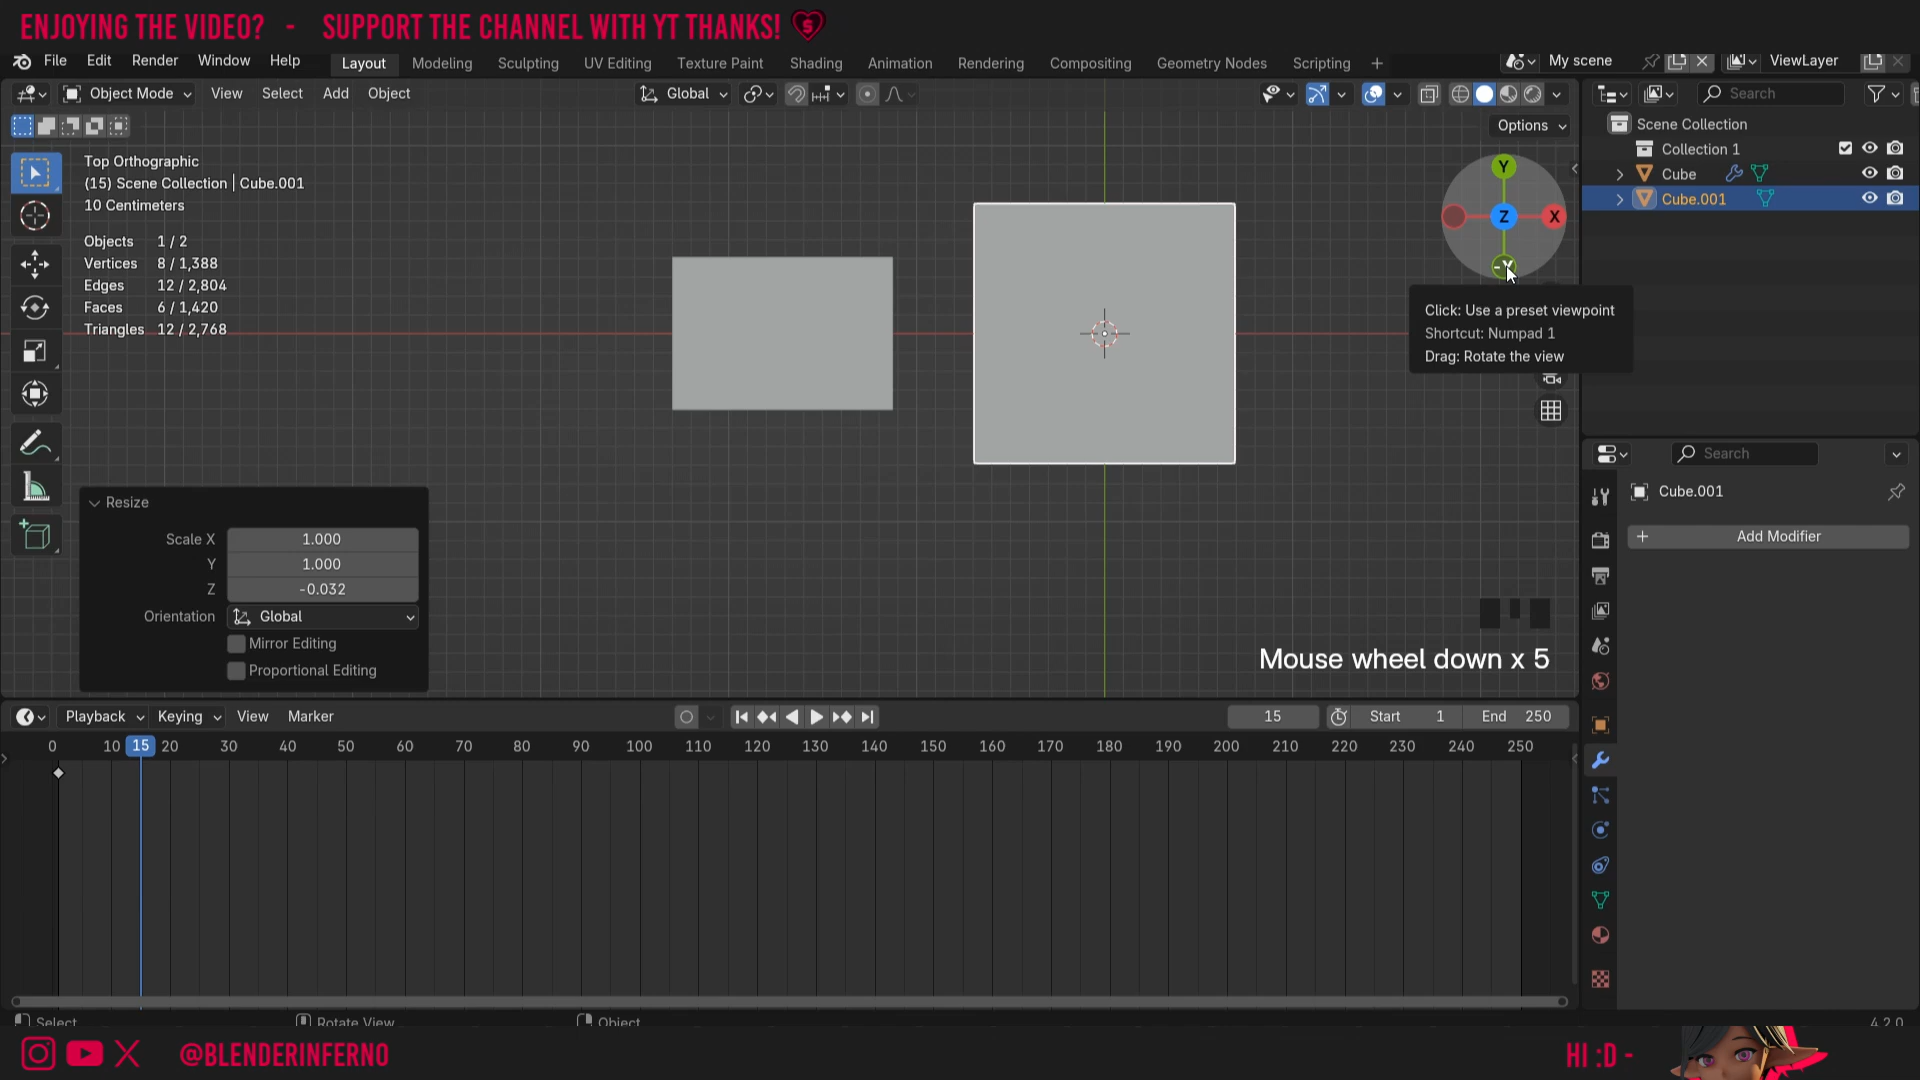 ENJOYING THE VIDEO? - SUPPORT THE CHANNEL WITH YT THANKS!
File Edit Render Window Help Layout Modeling Sculpting UV Editing Texture Paint Shading Animation Rendering Compositing Geometry Nodes Scripting + My scene ViewLayer
Object Mode View Select Add Object Global Search
Options
Top Orthographic
(15) Scene Collection | Cube.001
10 Centimeters
Objects 1 / 2
Vertices 8 / 1,388
Edges 12 / 2,804
Faces 6 / 1,420
Triangles 12 / 2,768
Y
Z
X
-Y
Click: Use a preset viewpoint
Shortcut: Numpad 1
Drag: Rotate the view
Scene Collection
Collection 1
Cube
Cube.001
Search
Cube.001
+ Add Modifier
Resize
Scale X 1.000
Y 1.000
Z -0.032
Orientation Global
Mirror Editing
Proportional Editing
Mouse wheel down x 5
Playback Keying View Marker 15 Start 1 End 250
0 10 15 20 30 40 50 60 70 80 90 100 110 120 130 140 150 160 170 180 190 200 210 220 230 240 250
Select Rotate View Object 4.2.0
@BLENDERINFERNO
HI :D -